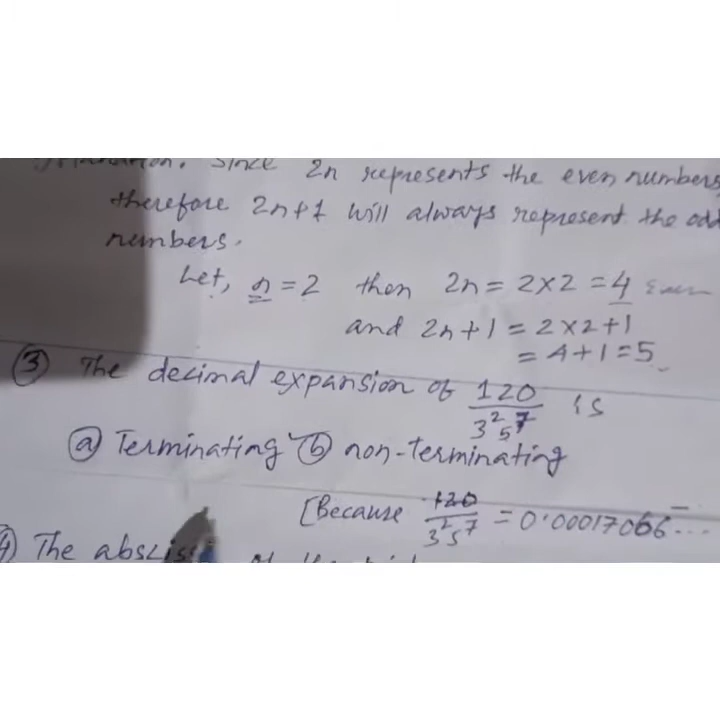 Since 2n represents the even numbers
therefore 2n+1 will always represent the odd
numbers.
Let, n = 2 then 2n = 2×2 = 4 Even
and 2n+1 = 2×2+1
= 4+1 = 5
③ The decimal expansion of 120/3²5⁷ is
ⓐ Terminating ⓑ non-terminating
[Because 120/3²5⁷ = 0.00017066...
④ The absciss